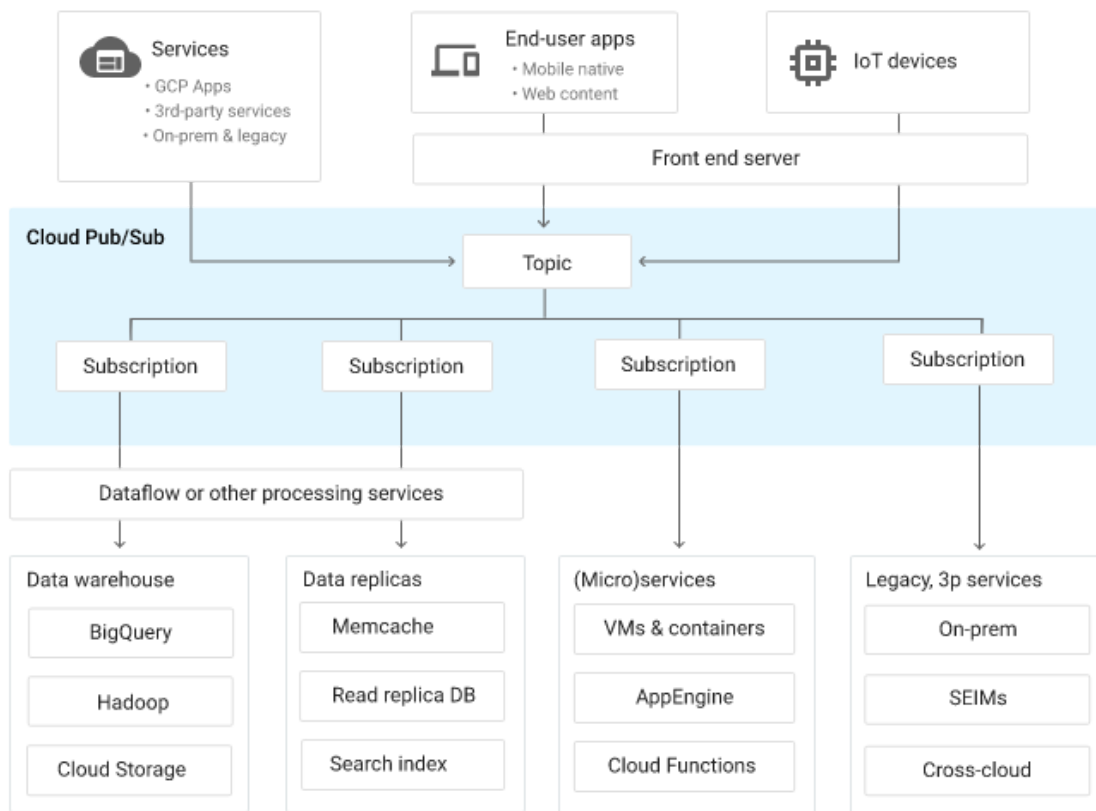 Services
• GCP Apps
• 3rd-party services
• On-prem & legacy
End-user apps
• Mobile native
• Web content
IoT devices
Front end server
Cloud Pub/Sub
Topic
Subscription
Subscription
Subscription
Subscription
Dataflow or other processing services
Data warehouse
BigQuery
Hadoop
Cloud Storage
Data replicas
Memcache
Read replica DB
Search index
(Micro)services
VMs & containers
AppEngine
Cloud Functions
Legacy, 3p services
On-prem
SEIMs
Cross-cloud